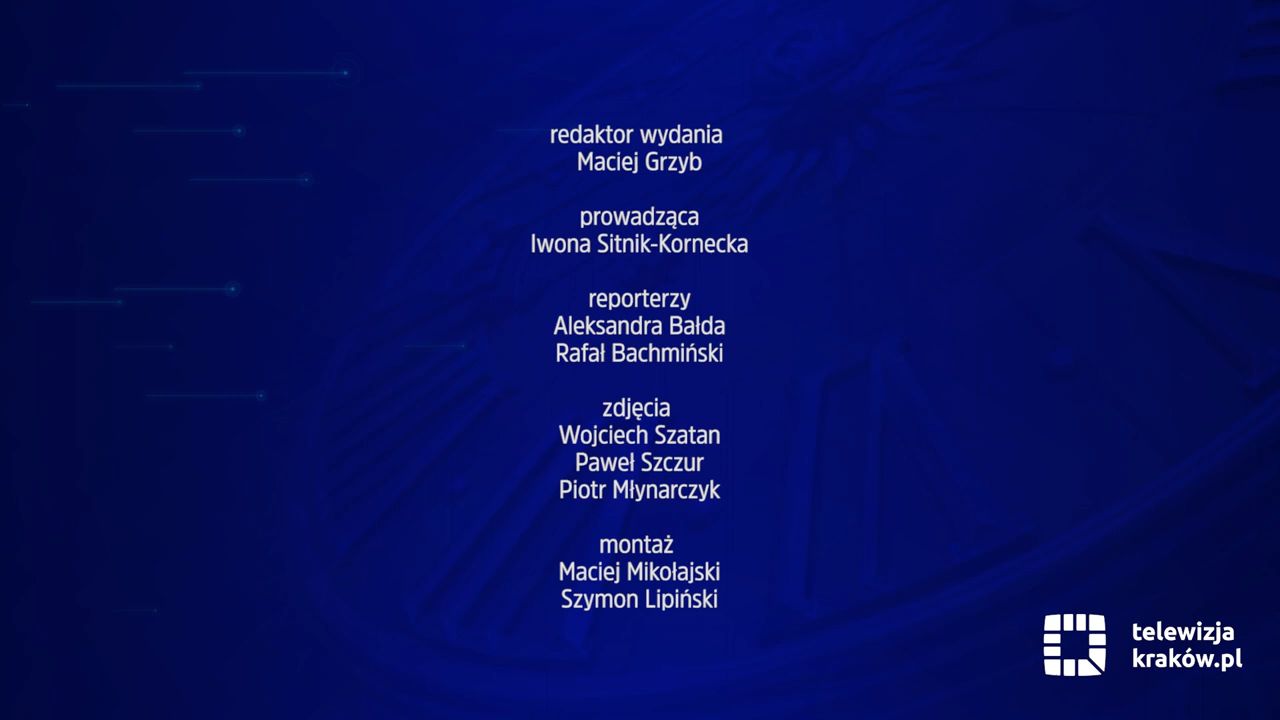 redaktor wydania
Maciej Grzyb
prowadząca
Iwona Sitnik-Kornecka
reporterzy
Aleksandra Bałda
Rafał Bachmiński
zdjęcia
Wojciech Szatan
Paweł Szczur
Piotr Młynarczyk
montaż
Maciej Mikołajski
Szymon Lipiński
telewizja
kraków.pl